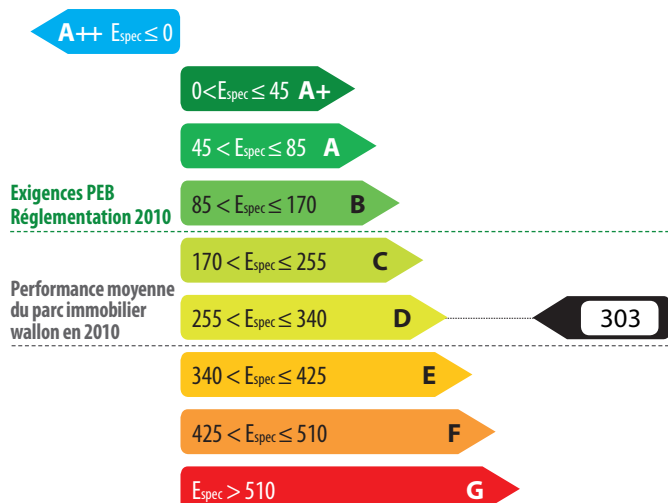 A++ Espec ≤ 0
0<Espec ≤ 45 A+
45 < Espec ≤ 85 A
Exigences PEB
Réglementation 2010
85 < Espec ≤ 170 B
170 < Espec ≤ 255 C
Performance moyenne
du parc immobilier
wallon en 2010
255 < Espec ≤ 340 D
303
340 < Espec ≤ 425 E
425 < Espec ≤ 510 F
Espec > 510 G